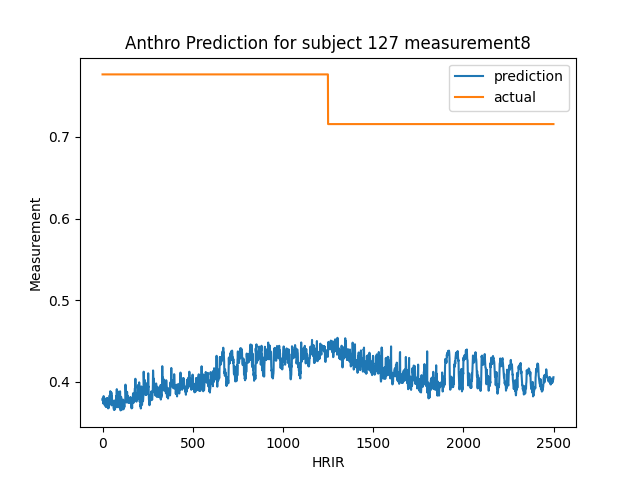 Anthro Prediction for subject 127 measurement8
prediction
actual
Measurement
0.7
0.6
0.5
0.4
0
500
1000
1500
2000
2500
HRIR